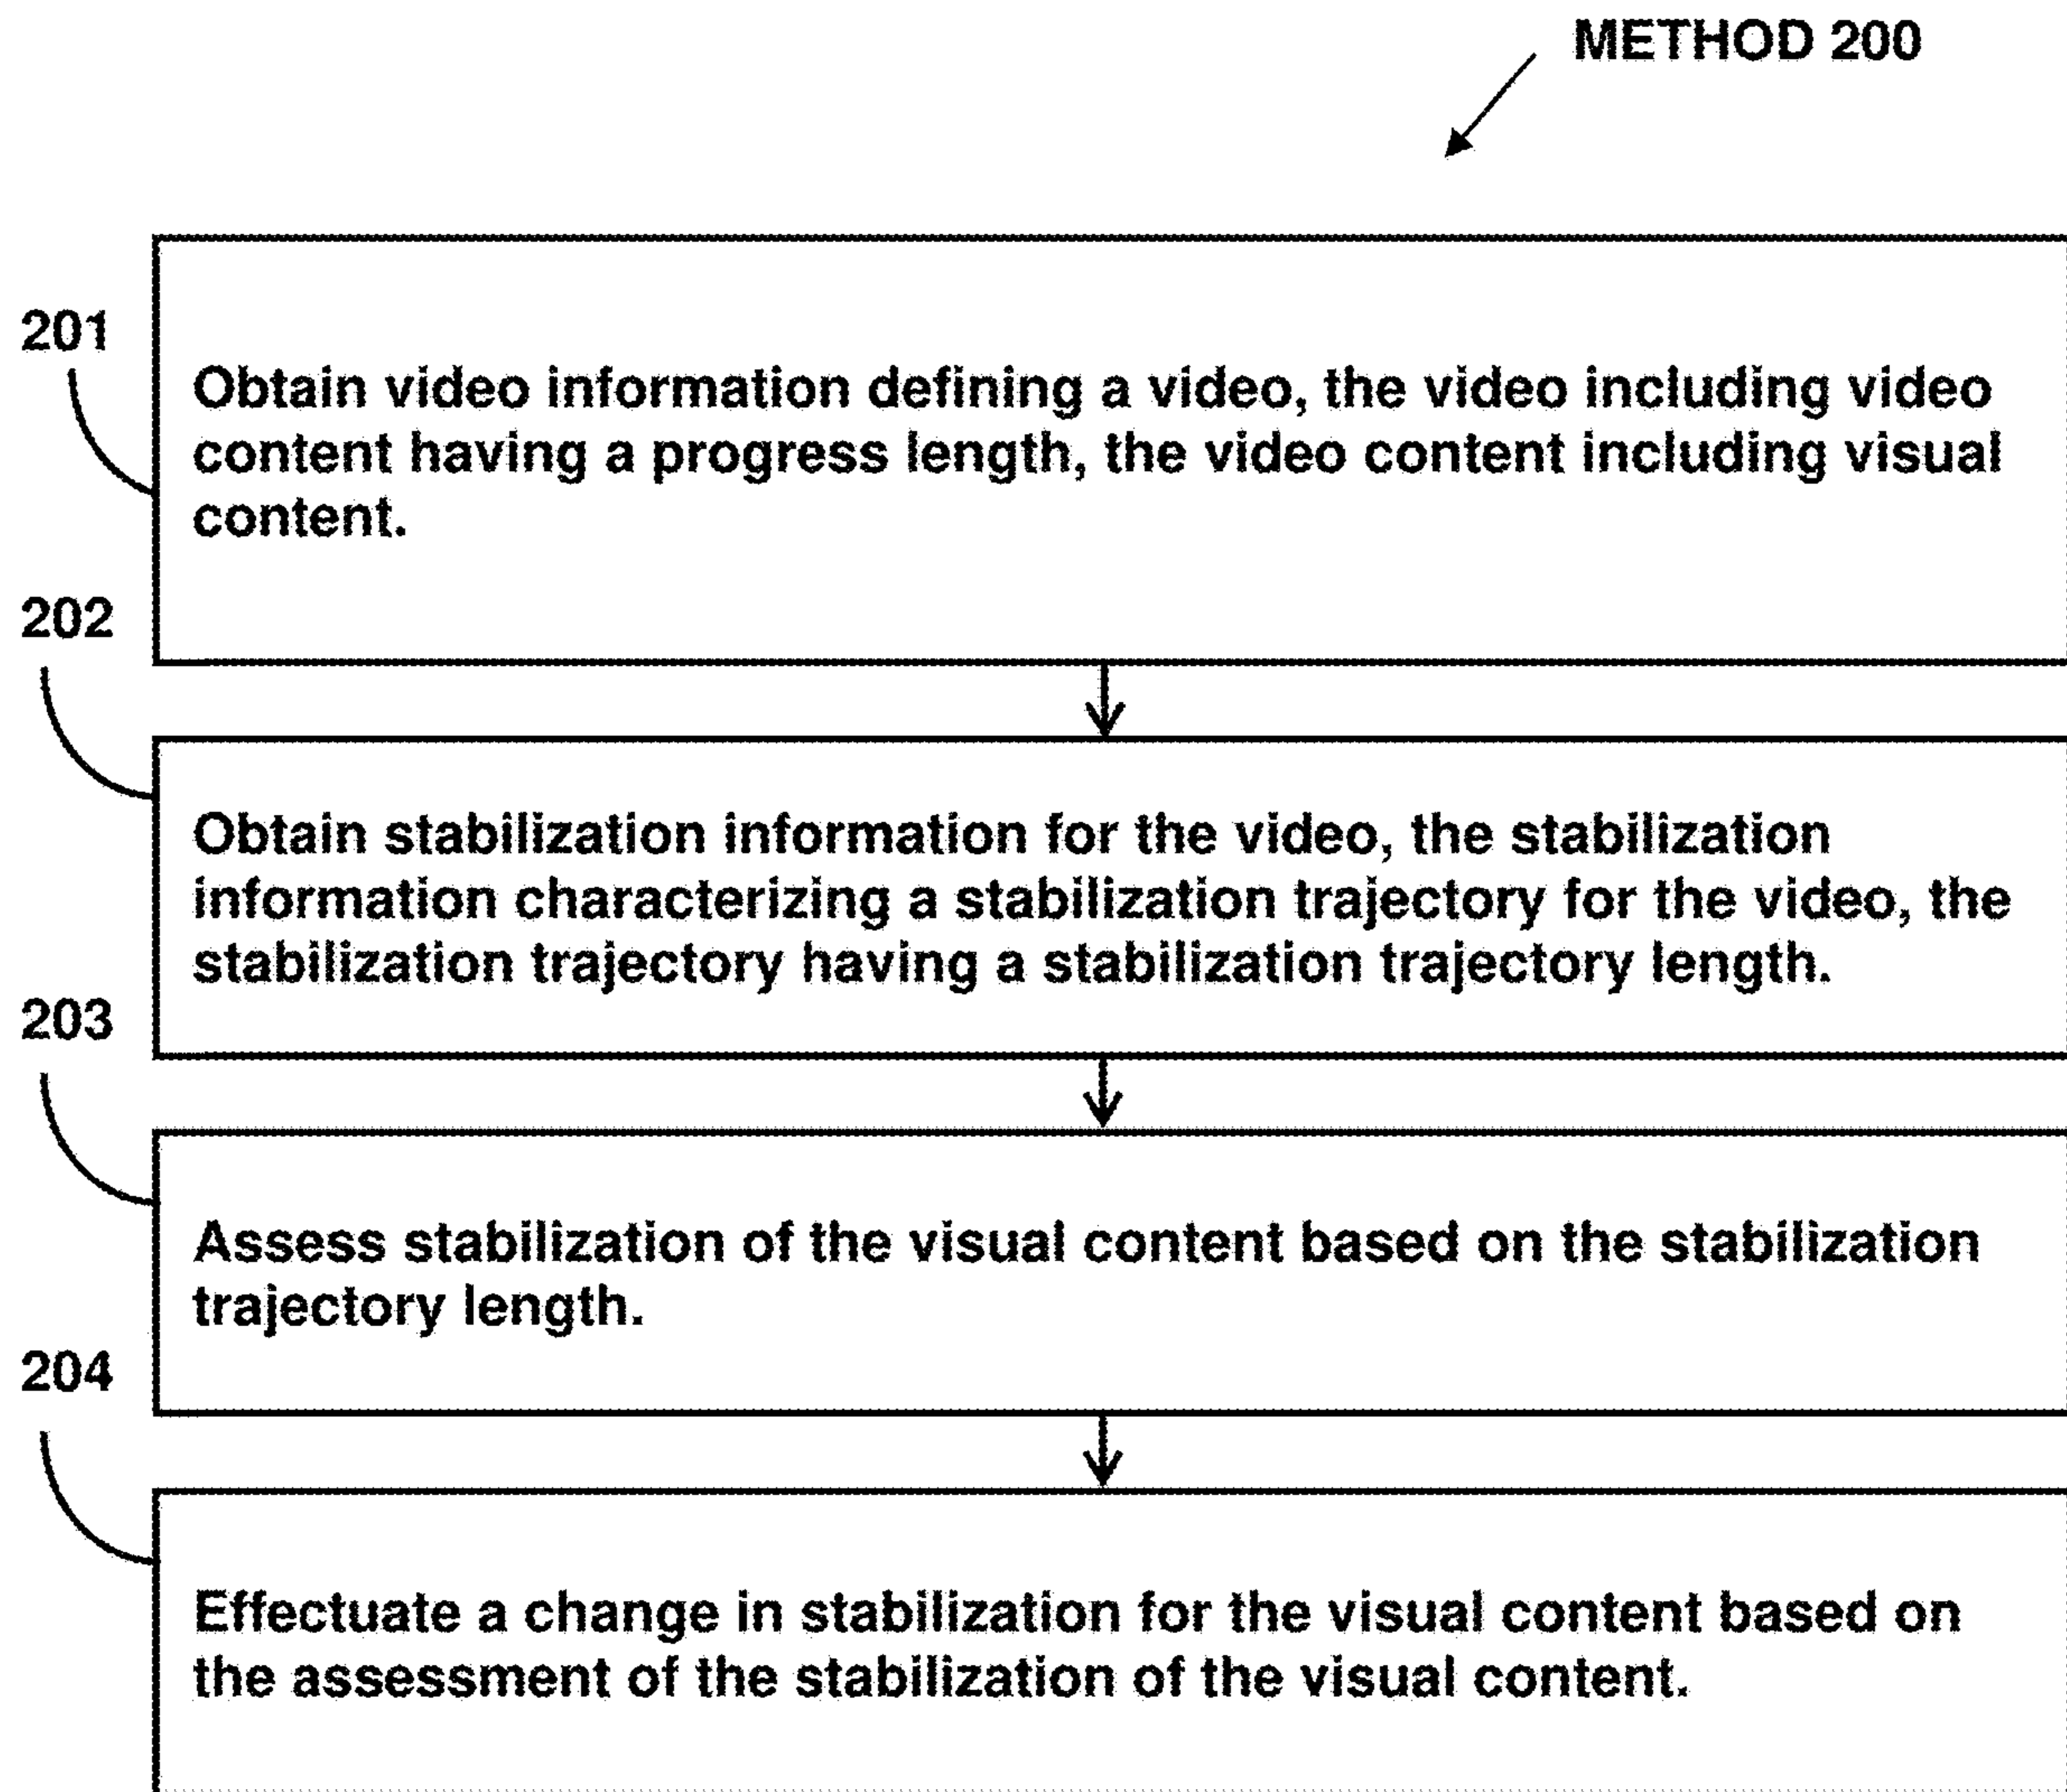 METHOD 200
201
Obtain video information defining a video, the video including video
content having a progress length, the video content including visual
content.
202
Obtain stabilization information for the video, the stabilization
information characterizing a stabilization trajectory for the video, the
stabilization trajectory having a stabilization trajectory length.
203
Assess stabilization of the visual content based on the stabilization
trajectory length.
204
Effectuate a change in stabilization for the visual content based on
the assessment of the stabilization of the visual content.